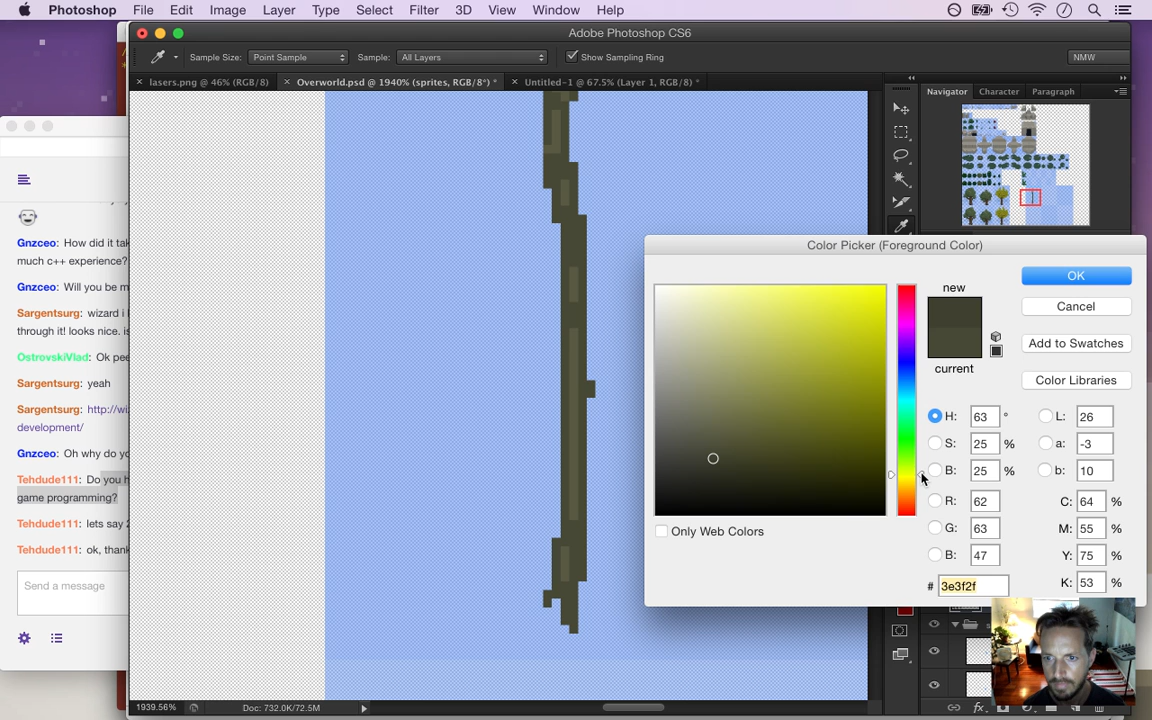 Photoshop File Edit Image Layer Type Select Filter 3D View Window Help
Adobe Photoshop CS6
Sample Size: Point Sample Sample: All Layers Show Sampling Ring NMW
lasers.png @ 46% (RGB/8) Overworld.psd @ 1940% (sprites, RGB/8*) * Untitled-1 @ 67.5% (Layer 1, RGB/8) *
Navigator Character Paragraph
Gnzceo: How did it tak
much c++ experience?
Gnzceo: Will you be m
Sargentsurg: wizard i l
through it! looks nice. is
OstrovskiVlad: Ok pee
Sargentsurg: yeah
Sargentsurg: http://wi
development/
Gnzceo: Oh why do yo
Tehdude111: Do you h
game programming?
Tehdude111: lets say 2
Tehdude111: ok, thank
Send a message
Color Picker (Foreground Color)
new
current
OK
Cancel
Add to Swatches
Color Libraries
H: 63 ° L: 26
S: 25 % a: -3
B: 25 % b: 10
R: 62 C: 64 %
G: 63 M: 55 %
B: 47 Y: 75 %
# 3e3f2f K: 53 %
Only Web Colors
1939.56% Doc: 732.0K/72.5M
fx